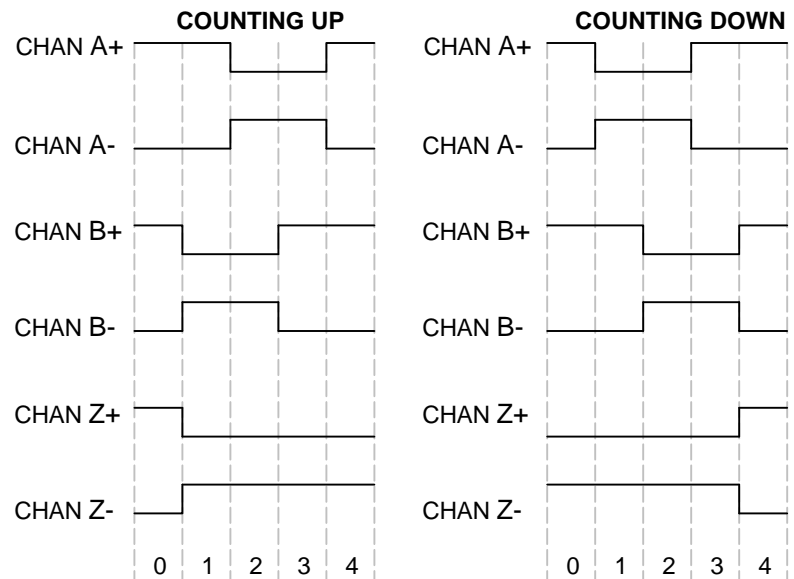 COUNTING UP
CHAN A+
CHAN A-
CHAN B+
CHAN B-
CHAN Z+
CHAN Z-
0 1 2 3 4
COUNTING DOWN
CHAN A+
CHAN A-
CHAN B+
CHAN B-
CHAN Z+
CHAN Z-
0 1 2 3 4